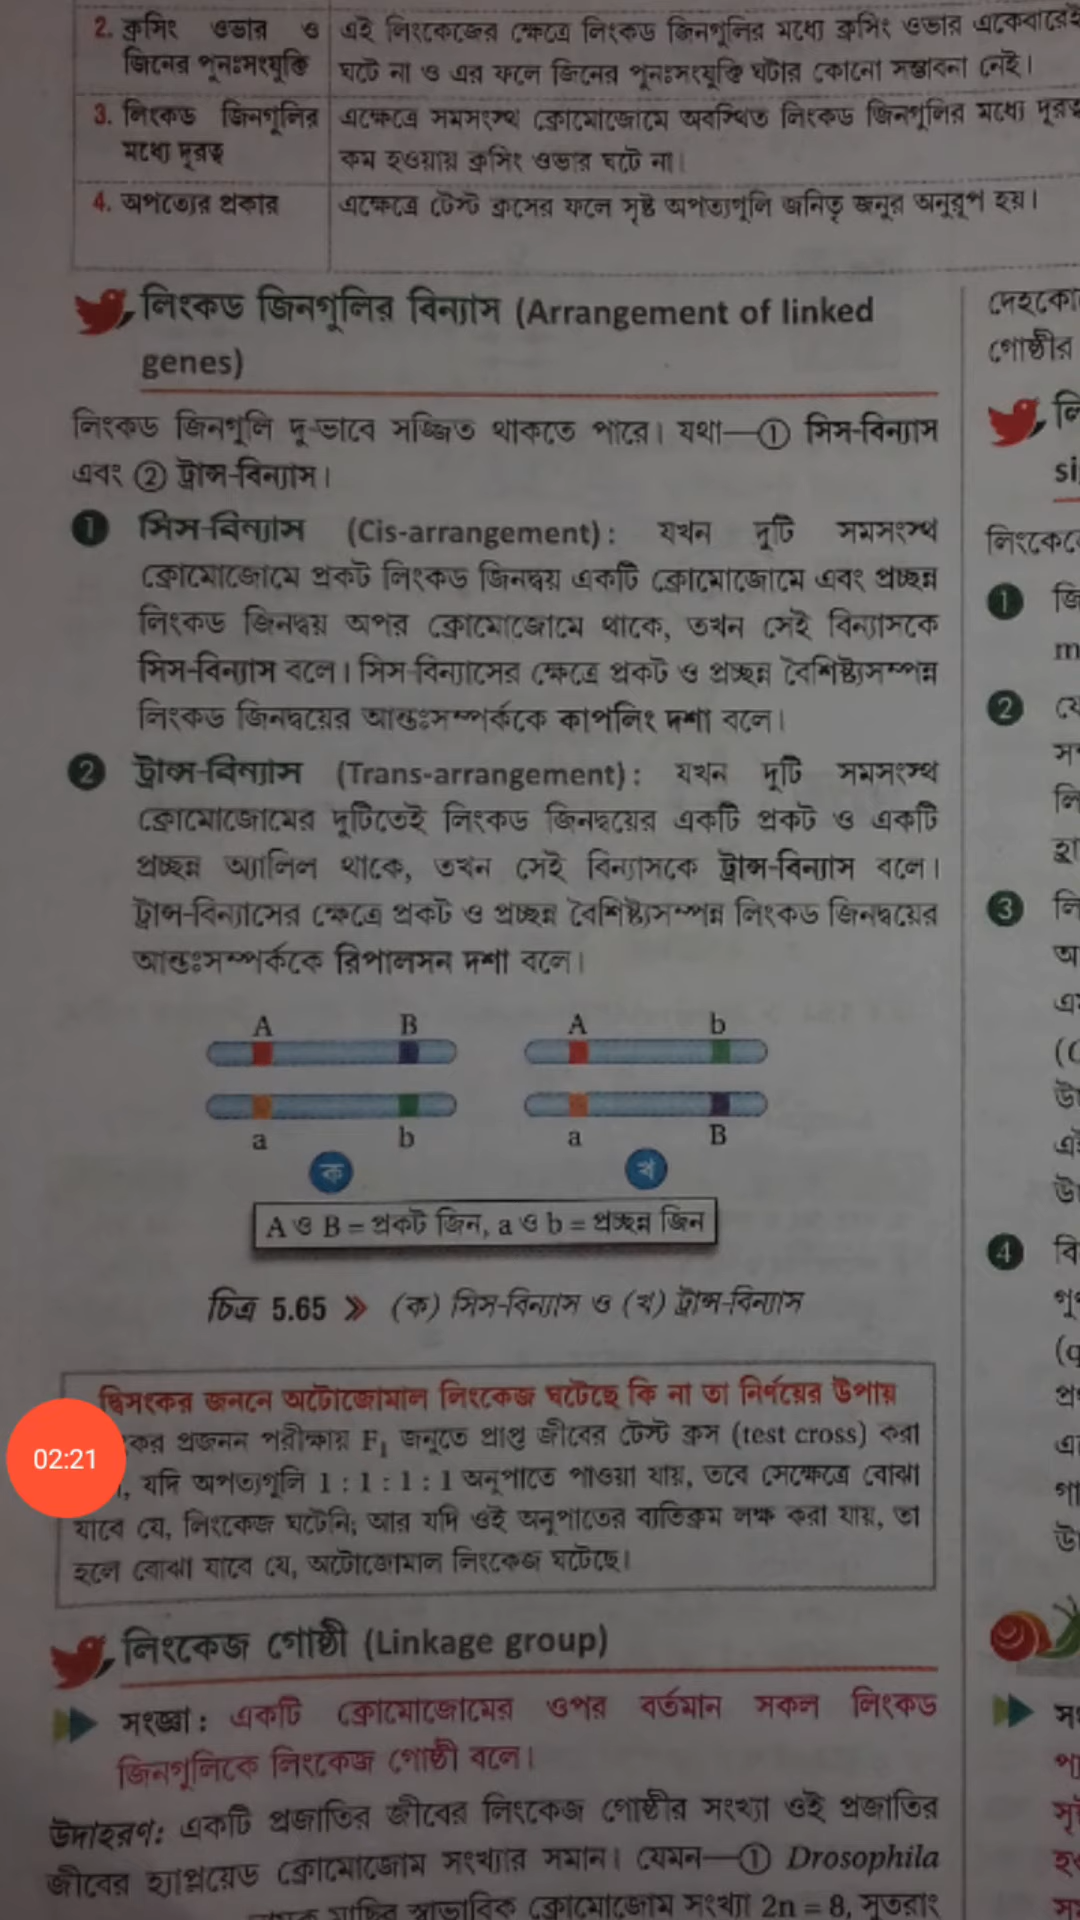 2. ক্রসিং ওভার ও
জিনের পুনঃসংযুক্তি
এই লিংকেজের ক্ষেত্রে লিংকড জিনগুলির মধ্যে ক্রসিং ওভার একেবারেই
ঘটে না ও এর ফলে জিনের পুনঃসংযুক্তি ঘটার কোনো সম্ভাবনা নেই।
3. লিংকড জিনগুলির
মধ্যে দূরত্ব
এক্ষেত্রে সমসংস্থ ক্রোমোজোমে অবস্থিত লিংকড জিনগুলির মধ্যে দূরত্ব
কম হওয়ায় ক্রসিং ওভার ঘটে না।
4. অপত্যের প্রকার
এক্ষেত্রে টেস্ট ক্রসের ফলে সৃষ্ট অপত্যগুলি জনিতৃ জনুর অনুরূপ হয়।
লিংকড জিনগুলির বিন্যাস (Arrangement of linked
genes)
লিংকড জিনগুলি দু-ভাবে সজ্জিত থাকতে পারে। যথা—① সিস-বিন্যাস
এবং ② ট্রান্স-বিন্যাস।
1 সিস-বিন্যাস (Cis-arrangement) : যখন দুটি সমসংস্থ
ক্রোমোজোমে প্রকট লিংকড জিনদ্বয় একটি ক্রোমোজোমে এবং প্রচ্ছন্ন
লিংকড জিনদ্বয় অপর ক্রোমোজোমে থাকে, তখন সেই বিন্যাসকে
সিস-বিন্যাস বলে। সিস-বিন্যাসের ক্ষেত্রে প্রকট ও প্রচ্ছন্ন বৈশিষ্ট্যসম্পন্ন
লিংকড জিনদ্বয়ের আন্তঃসম্পর্ককে কাপলিং দশা বলে।
2 ট্রান্স-বিন্যাস (Trans-arrangement) : যখন দুটি সমসংস্থ
ক্রোমোজোমের দুটিতেই লিংকড জিনদ্বয়ের একটি প্রকট ও একটি
প্রচ্ছন্ন অ্যালিল থাকে, তখন সেই বিন্যাসকে ট্রান্স-বিন্যাস বলে।
ট্রান্স-বিন্যাসের ক্ষেত্রে প্রকট ও প্রচ্ছন্ন বৈশিষ্ট্যসম্পন্ন লিংকড জিনদ্বয়ের
আন্তঃসম্পর্ককে রিপালসন দশা বলে।
A B A b
a b a B
ক খ
A ও B = প্রকট জিন, a ও b = প্রচ্ছন্ন জিন
চিত্র 5.65 » (ক) সিস-বিন্যাস ও (খ) ট্রান্স-বিন্যাস
দ্বিসংকর জননে অটোজোমাল লিংকেজ ঘটেছে কি না তা নির্ণয়ের উপায়
প্রজনন পরীক্ষায় F₁ জনুতে প্রাপ্ত জীবের টেস্ট ক্রস (test cross) করা
যদি অপত্যগুলি 1 : 1 : 1 : 1 অনুপাতে পাওয়া যায়, তবে সেক্ষেত্রে বোঝা
যাবে যে, লিংকেজ ঘটেনি; আর যদি ওই অনুপাতের ব্যতিক্রম লক্ষ করা যায়, তা
হলে বোঝা যাবে যে, অটোজোমাল লিংকেজ ঘটেছে।
02:21
লিংকেজ গোষ্ঠী (Linkage group)
সংজ্ঞা : একটি ক্রোমোজোমের ওপর বর্তমান সকল লিংকড
জিনগুলিকে লিংকেজ গোষ্ঠী বলে।
উদাহরণ: একটি প্রজাতির জীবের লিংকেজ গোষ্ঠীর সংখ্যা ওই প্রজাতির
জীবের হ্যাপ্লয়েড ক্রোমোজোম সংখ্যার সমান। যেমন—① Drosophila
মাছির স্বাভাবিক ক্রোমোজোম সংখ্যা 2n = 8, সুতরাং
গোষ্ঠীর
1
2
3
4